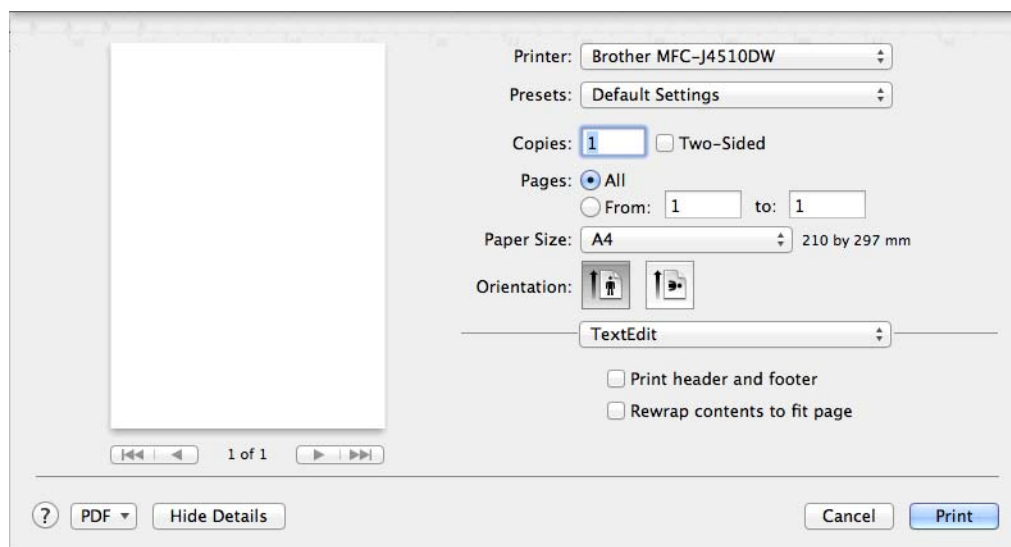 Printer: Brother MFC-J4510DW
Presets: Default Settings
Copies: 1 Two-Sided
Pages: All
From: 1 to: 1
Paper Size: A4 210 by 297 mm
Orientation:
TextEdit
Print header and footer
Rewrap contents to fit page
1 of 1
? PDF Hide Details Cancel Print